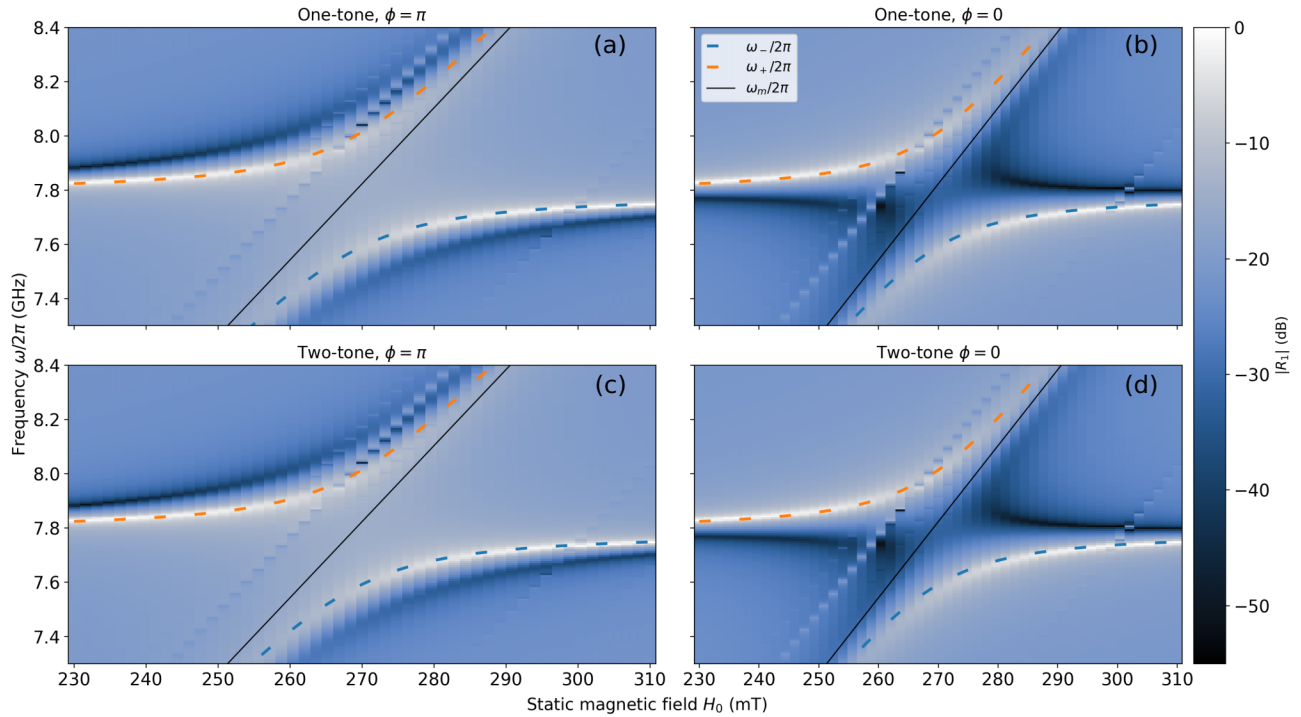 One-tone, ϕ = π
One-tone, ϕ = 0
(a)
(b)
ω₋/2π
ω₊/2π
ωₘ/2π
8.4
8.2
8.0
7.8
7.6
7.4
0
−10
−20
−30
−40
−50
|R₁| (dB)
Frequency ω/2π (GHz)
Two-tone, ϕ = π
Two-tone ϕ = 0
(c)
(d)
8.4
8.2
8.0
7.8
7.6
7.4
230 240 250 260 270 280 290 300 310
230 240 250 260 270 280 290 300 310
Static magnetic field H₀ (mT)